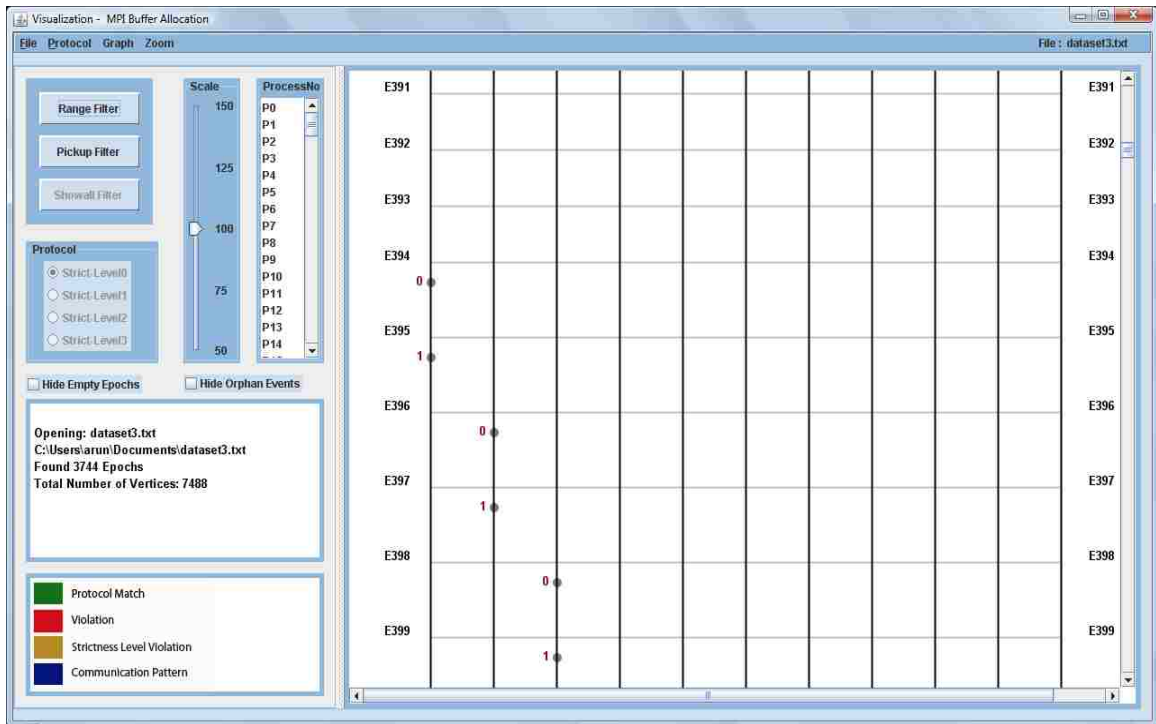 Visualization - MPI Buffer Allocation
File Protocol Graph Zoom
File : dataset3.txt
Range Filter
Pickup Filter
Showall Filter
Scale
150
125
100
75
50
ProcessNo
P0
P1
P2
P3
P4
P5
P6
P7
P8
P9
P10
P11
P12
P13
P14
Protocol
Strict-Level0
Strict-Level1
Strict-Level2
Strict-Level3
Hide Empty Epochs
Hide Orphan Events
Opening: dataset3.txt
C:\Users\arun\Documents\dataset3.txt
Found 3744 Epochs
Total Number of Vertices: 7488
Protocol Match
Violation
Strictness Level Violation
Communication Pattern
E391 E391
E392 E392
E393 E393
E394 E394
0
E395 E395
1
E396 E396
0
E397 E397
1
E398 E398
0
E399 E399
1